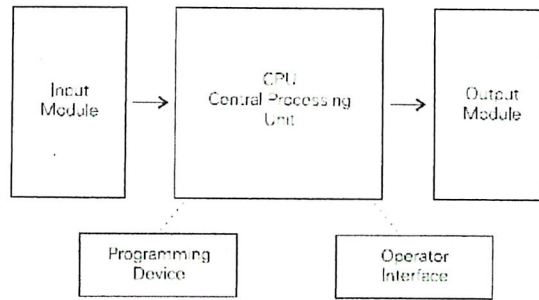 Input
Module
CPU
Central Processing
Unit
Output
Module
Programming
Device
Operator
Interface